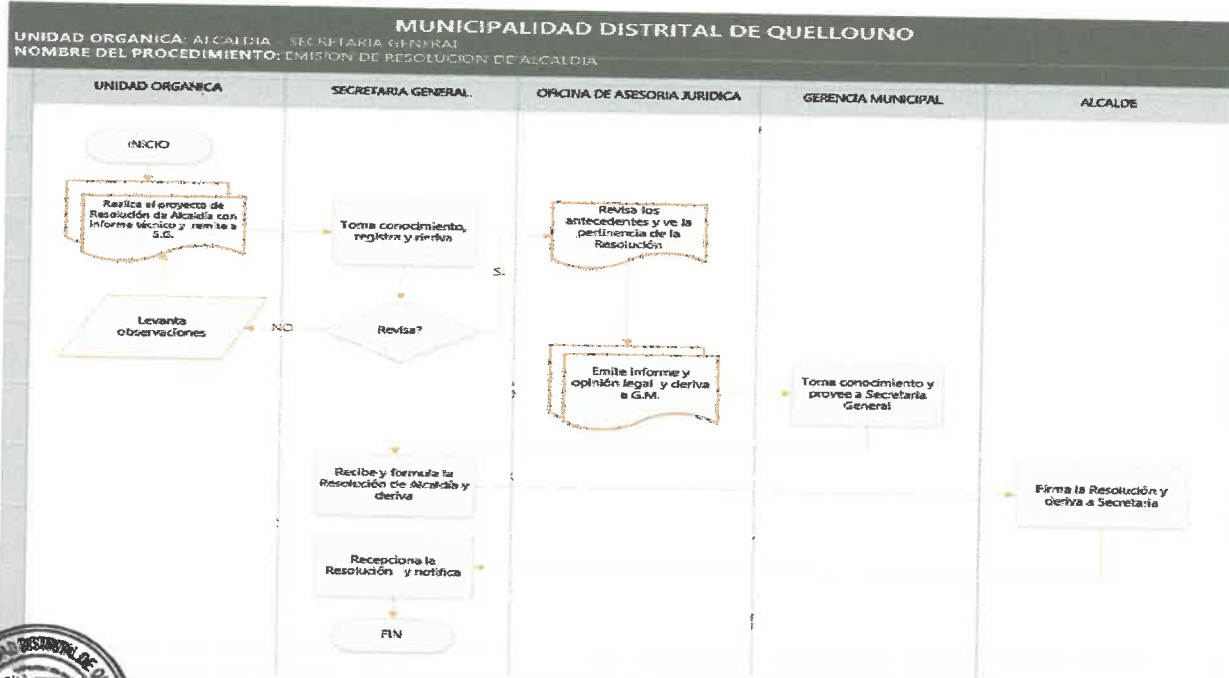 MUNICIPALIDAD DISTRITAL DE QUELLOUNO
UNIDAD ORGANICA: ALCALDIA - SECRETARIA GENERAL
NOMBRE DEL PROCEDIMIENTO: EMISION DE RESOLUCION DE ALCALDIA
UNIDAD ORGANICA
SECRETARIA GENERAL
OFICINA DE ASESORIA JURIDICA
GERENCIA MUNICIPAL
ALCALDE
INICIO
Realiza el proyecto de
Resolución de Alcaldía con
informe técnico y remite a
S.G.
Toma conocimiento,
registra y deriva
Revisa los
antecedentes y ve la
pertinencia de la
Resolución
Levanta
observaciones
NO
Revisa?
Emite informe y
opinión legal y deriva
a G.M.
Toma conocimiento y
provee a Secretaria
General
Recibe y formula la
Resolución de Alcaldía y
deriva
Firma la Resolución y
deriva a Secretaria
Recepciona la
Resolución y notifica
FIN
DISTRITAL DE